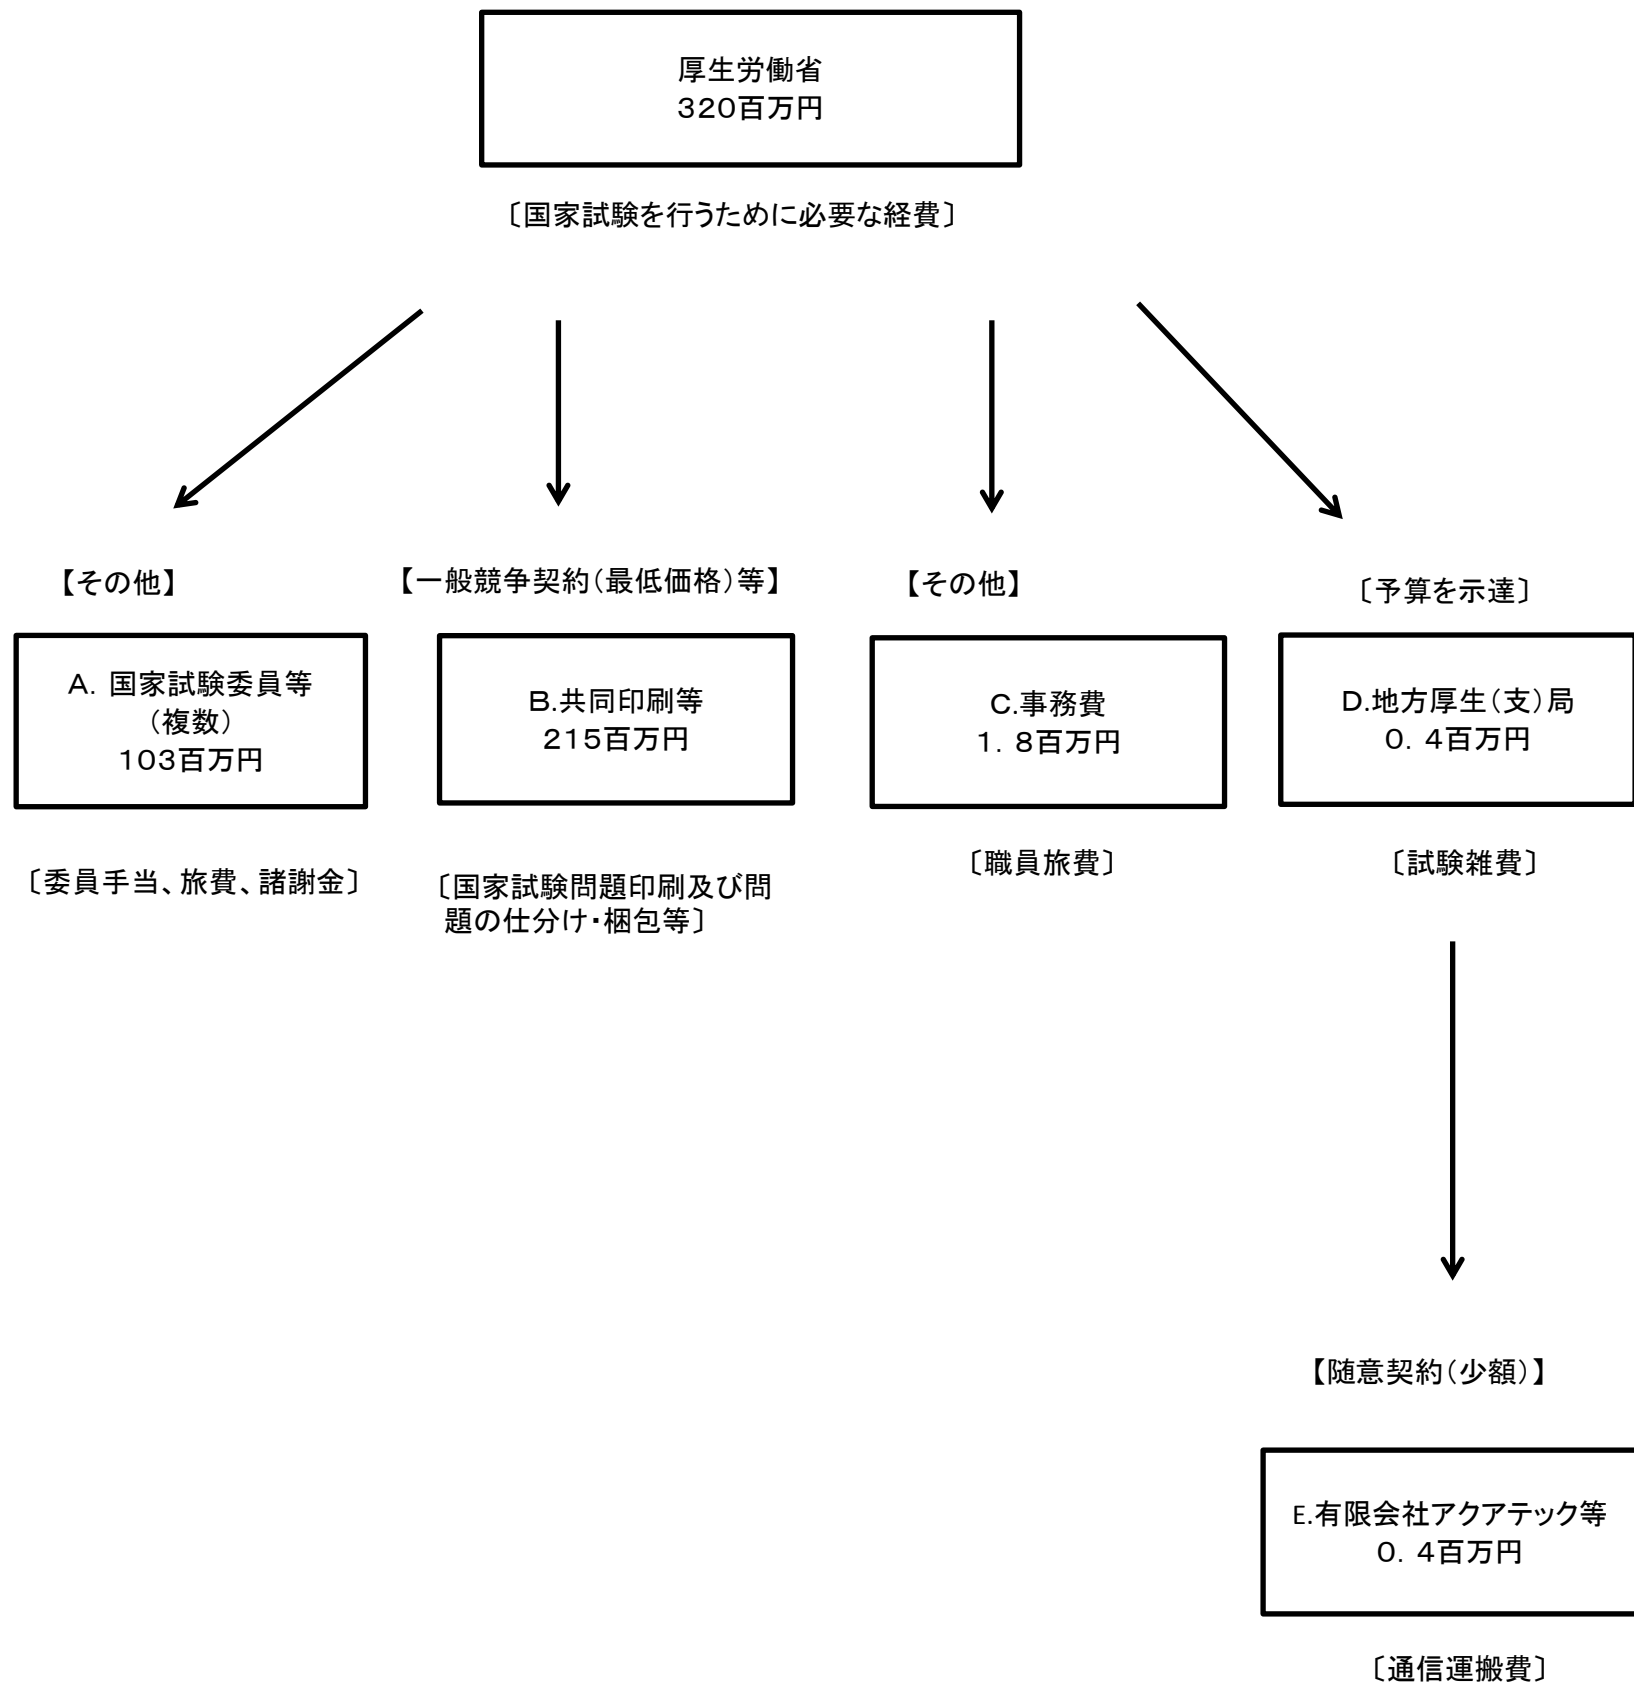 厚生労働省
320百万円
〔国家試験を行うために必要な経費〕
【その他】
【一般競争契約(最低価格)等】
【その他】
〔予算を示達〕
A. 国家試験委員等
(複数)
103百万円
B.共同印刷等
215百万円
C.事務費
1．8百万円
D.地方厚生(支)局
0．4百万円
〔委員手当、旅費、諸謝金〕
〔国家試験問題印刷及び問
題の仕分け・梱包等〕
〔職員旅費〕
〔試験雑費〕
【随意契約(少額)】
E.有限会社アクアテック等
0．4百万円
〔通信運搬費〕